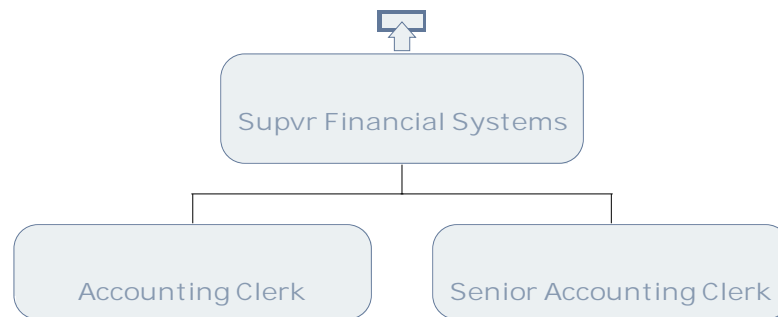 Supvr Financial Systems
Accounting Clerk
Senior Accounting Clerk